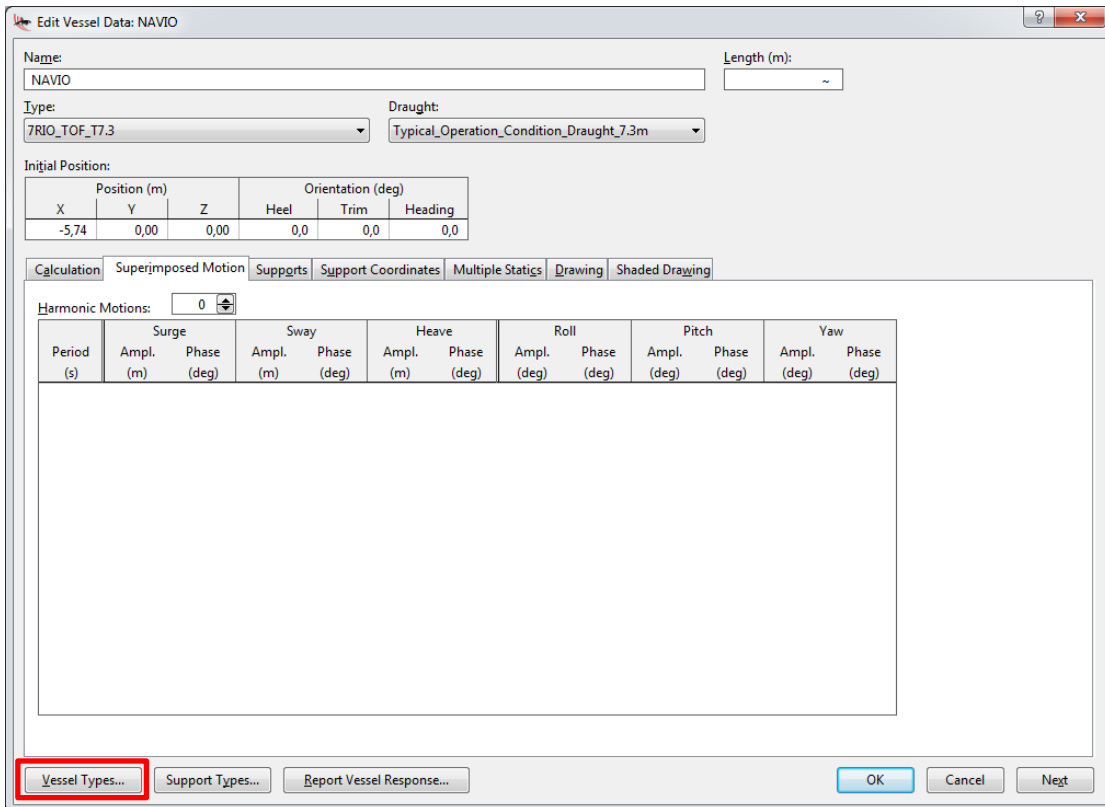 Edit Vessel Data: NAVIO
Name: Length (m):
NAVIO ~
Type: Draught:
7RIO_TOF_T7.3 Typical_Operation_Condition_Draught_7.3m
Initial Position:
Position (m) Orientation (deg)
X Y Z Heel Trim Heading
-5,74 0,00 0,00 0,0 0,0 0,0
Calculation Superimposed Motion Supports Support Coordinates Multiple Statics Drawing Shaded Drawing
Harmonic Motions: 0
Surge Sway Heave Roll Pitch Yaw
Period Ampl. Phase Ampl. Phase Ampl. Phase Ampl. Phase Ampl. Phase Ampl. Phase
(s) (m) (deg) (m) (deg) (m) (deg) (deg) (deg) (deg) (deg) (deg) (deg)
Vessel Types... Support Types... Report Vessel Response... OK Cancel Next